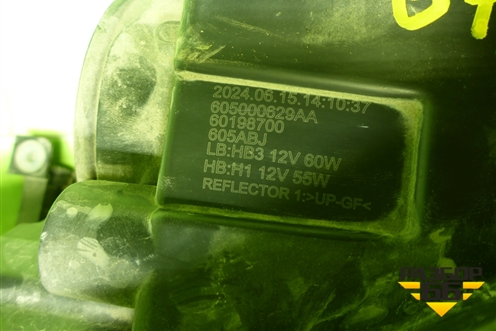 2024.06.15.14:10:37
605000629AA
60198700
605ABJ
LB:HB3 12V 60W
HB:H1 12V 55W
REFLECTOR 1:>UP-GF<